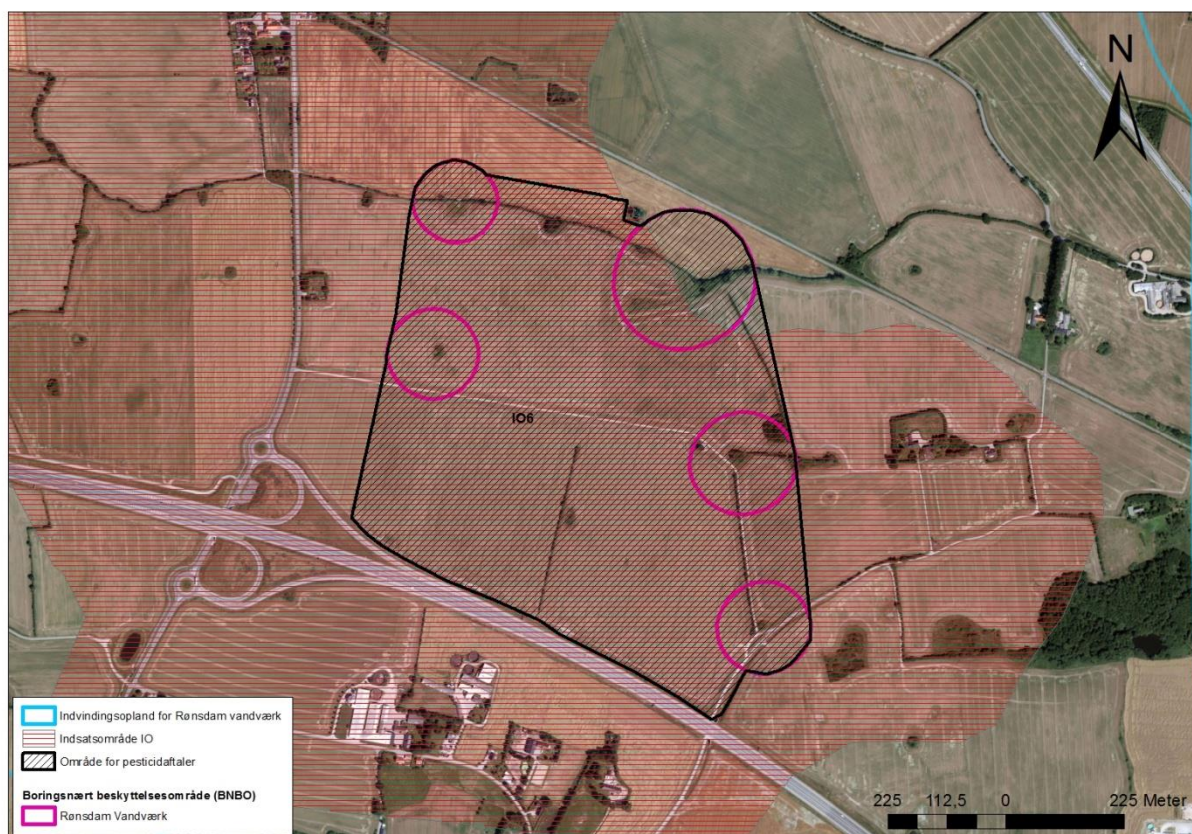 N
IO6
Indvindingsopland for Rønsdam vandværk
Indsatsområde IO
Område for pesticidaftaler
Boringsnært beskyttelsesområde (BNBO)
Rønsdam Vandværk
225 112,5 0 225 Meter